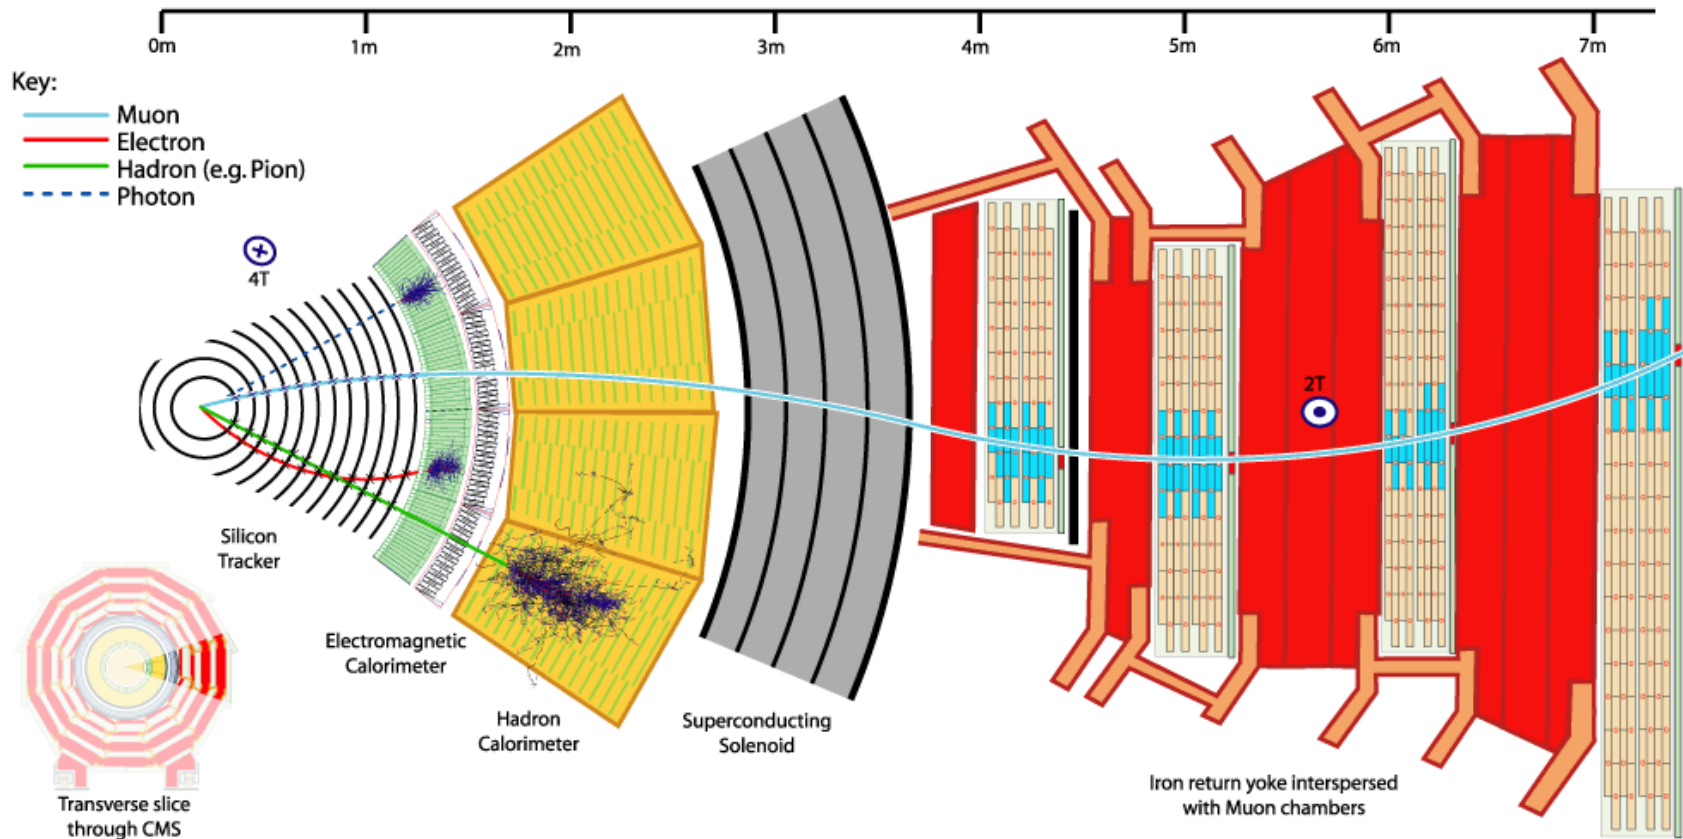 0m 1m 2m 3m 4m 5m 6m 7m
Key:
Muon
Electron
Hadron (e.g. Pion)
Photon
4T
2T
Silicon
Tracker
Electromagnetic
Calorimeter
Hadron
Calorimeter
Superconducting
Solenoid
Iron return yoke interspersed
with Muon chambers
Transverse slice
through CMS